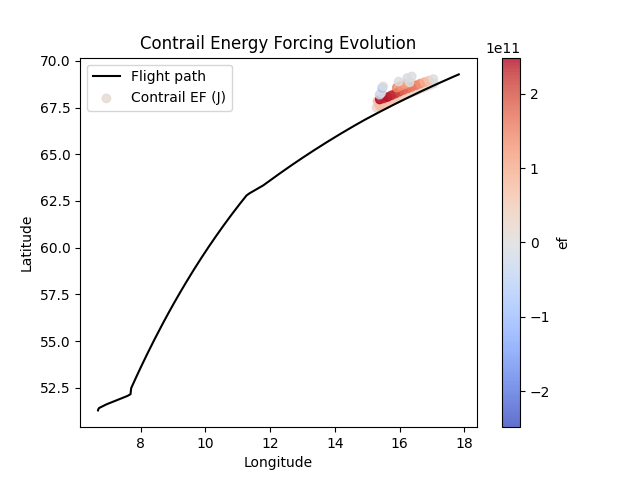 Contrail Energy Forcing Evolution
1e11
Flight path
Contrail EF (J)
70.0
67.5
65.0
62.5
60.0
57.5
55.0
52.5
Latitude
8
10
12
14
16
18
Longitude
2
1
0
−1
−2
ef